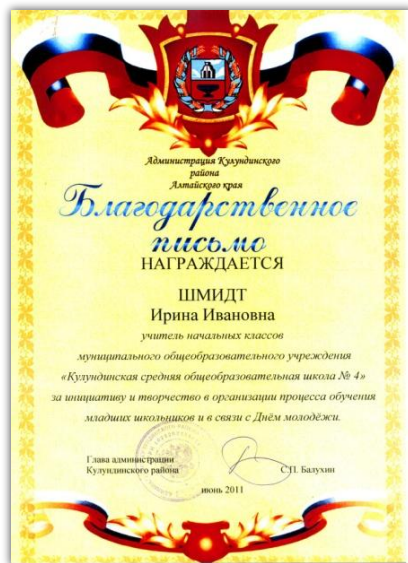 Администрация Кулундинского
района
Алтайского края
Благодарственное
письмо
НАГРАЖДАЕТСЯ
ШМИДТ
Ирина Ивановна
учитель начальных классов
муниципального общеобразовательного учреждения
«Кулундинская средняя общеобразовательная школа № 4»
за инициативу и творчество в организации процесса обучения
младших школьников и в связи с Днём молодёжи.
Глава администрации
Кулундинского района С.П. Балухин
июнь 2011